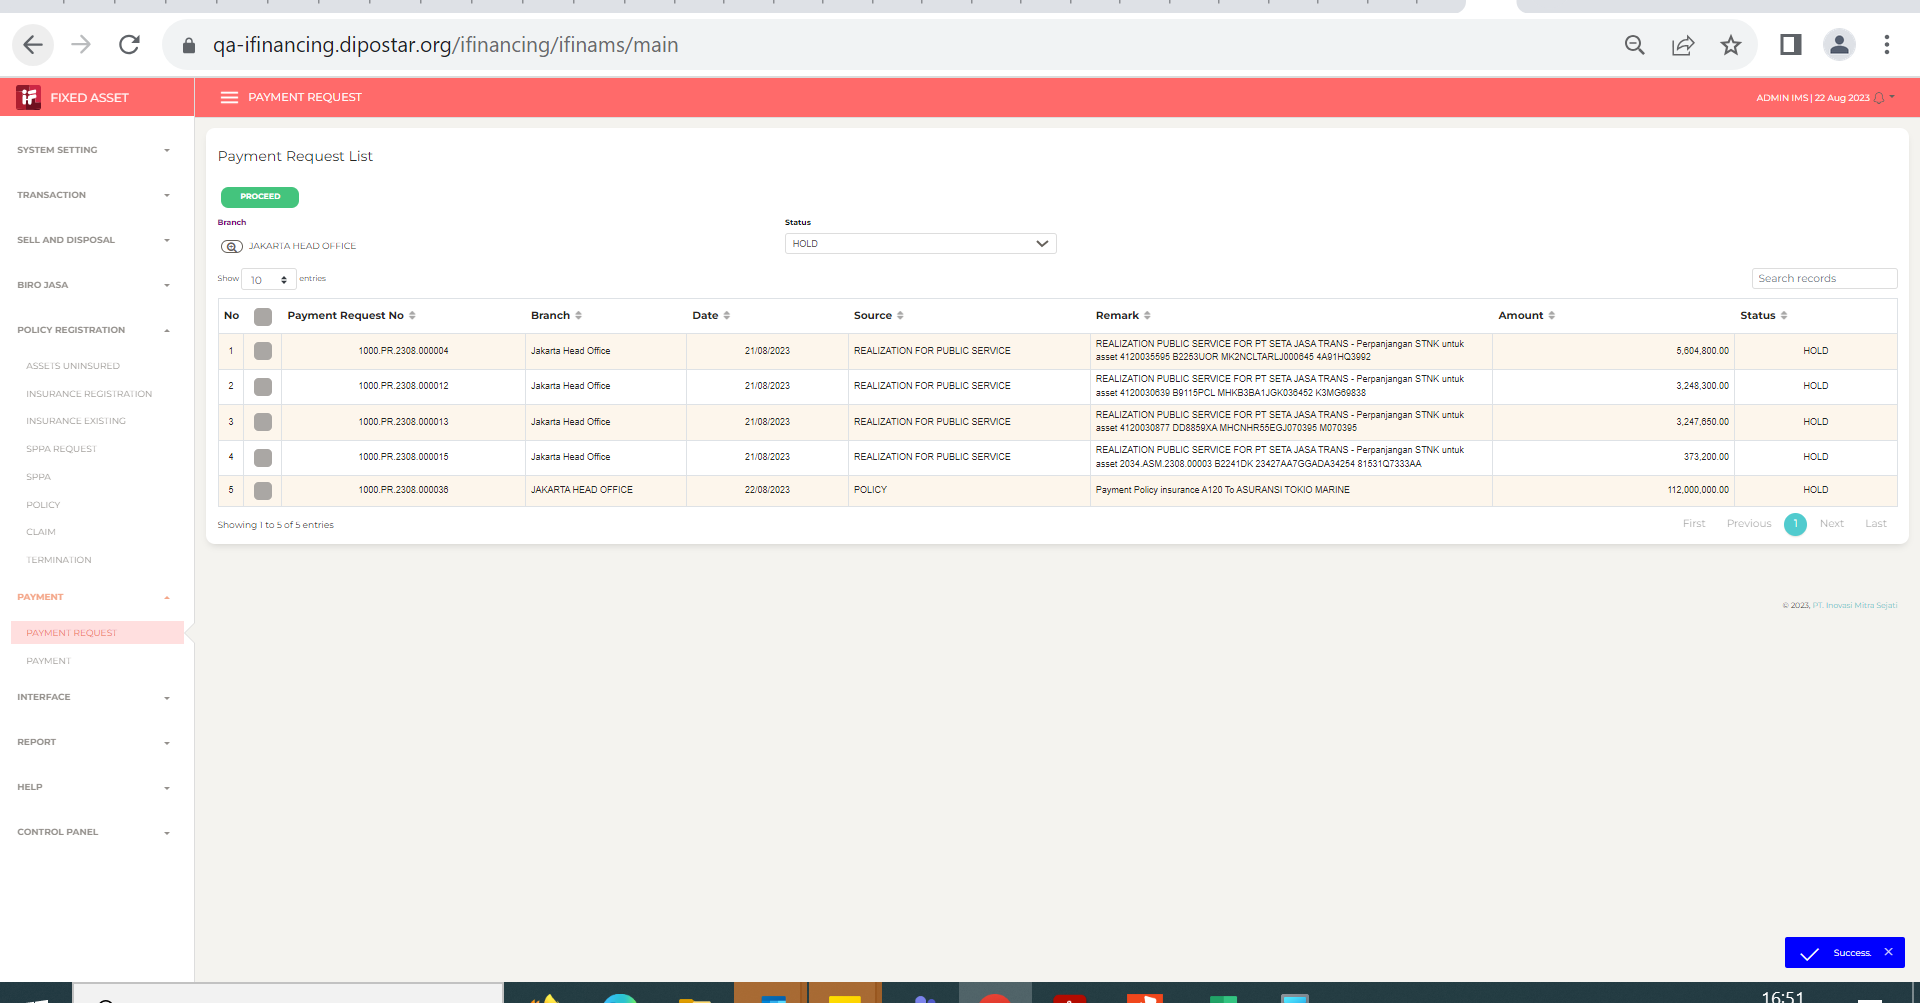 qa-ifinancing.dipostar.org/ifinancing/ifinams/main
iF FIXED ASSET
PAYMENT REQUEST
ADMIN IMS | 22 Aug 2023
SYSTEM SETTING
TRANSACTION
SELL AND DISPOSAL
BIRO JASA
POLICY REGISTRATION
ASSETS UNINSURED
INSURANCE REGISTRATION
INSURANCE EXISTING
SPPA REQUEST
SPPA
POLICY
CLAIM
TERMINATION
PAYMENT
PAYMENT REQUEST
PAYMENT
INTERFACE
REPORT
HELP
CONTROL PANEL
Payment Request List
PROCEED
Branch
JAKARTA HEAD OFFICE
Status
HOLD
Show 10 entries
Search records
No Payment Request No Branch Date Source Remark Amount Status
1 1000.PR.2308.000004 Jakarta Head Office 21/08/2023 REALIZATION FOR PUBLIC SERVICE REALIZATION PUBLIC SERVICE FOR PT SETA JASA TRANS - Perpanjangan STNK untuk
asset 4120035595 B2253UOR MK2NCLTARLJ000645 4A91HQ3992 5,604,800.00 HOLD
2 1000.PR.2308.000012 Jakarta Head Office 21/08/2023 REALIZATION FOR PUBLIC SERVICE REALIZATION PUBLIC SERVICE FOR PT SETA JASA TRANS - Perpanjangan STNK untuk
asset 4120030639 B9115PCL MHKB3BA1JGK036452 K3MG69838 3,248,300.00 HOLD
3 1000.PR.2308.000013 Jakarta Head Office 21/08/2023 REALIZATION FOR PUBLIC SERVICE REALIZATION PUBLIC SERVICE FOR PT SETA JASA TRANS - Perpanjangan STNK untuk
asset 4120030877 DD8859XA MHCNHR55EGJ070395 M070395 3,247,650.00 HOLD
4 1000.PR.2308.000015 Jakarta Head Office 21/08/2023 REALIZATION FOR PUBLIC SERVICE REALIZATION PUBLIC SERVICE FOR PT SETA JASA TRANS - Perpanjangan STNK untuk
asset 2034.ASM.2308.00003 B2241DK 23427AA7GGADA34254 81531Q7333AA 373,200.00 HOLD
5 1000.PR.2308.000036 JAKARTA HEAD OFFICE 22/08/2023 POLICY Payment Policy insurance A120 To ASURANSI TOKIO MARINE 112,000,000.00 HOLD
Showing 1 to 5 of 5 entries
First Previous 1 Next Last
© 2023, PT. Inovasi Mitra Sejati
Success.
16:51